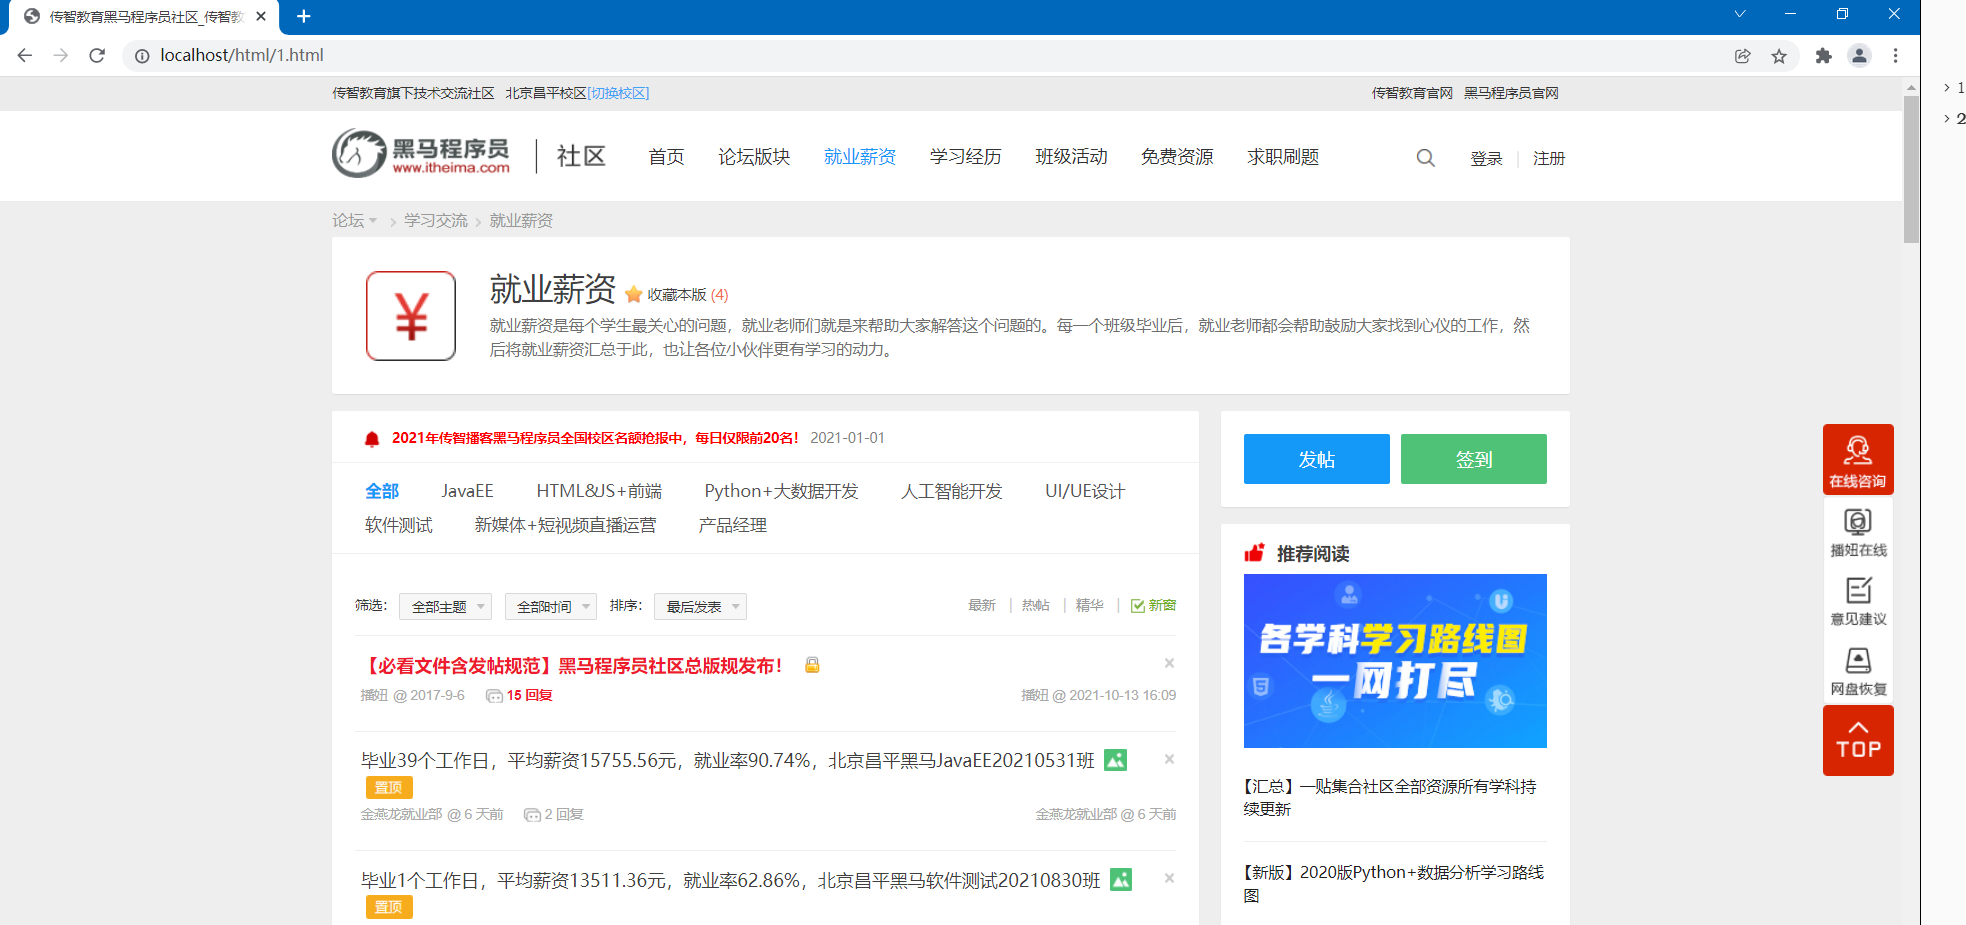 传智教育黑马程序员社区_传智教
localhost/html/1.html
传智教育旗下技术交流社区 北京昌平校区[切换校区] 传智教育官网 黑马程序员官网
黑马程序员 www.itheima.com 社区 首页 论坛版块 就业薪资 学习经历 班级活动 免费资源 求职刷题 登录 注册
论坛 > 学习交流 > 就业薪资
就业薪资 收藏本版 (4)
就业薪资是每个学生最关心的问题，就业老师们就是来帮助大家解答这个问题的。每一个班级毕业后，就业老师都会帮助鼓励大家找到心仪的工作，然
后将就业薪资汇总于此，也让各位小伙伴更有学习的动力。
2021年传智播客黑马程序员全国校区名额抢报中，每日仅限前20名！ 2021-01-01
全部 JavaEE HTML&JS+前端 Python+大数据开发 人工智能开发 UI/UE设计
软件测试 新媒体+短视频直播运营 产品经理
筛选： 全部主题 全部时间 排序： 最后发表 最新 | 热帖 | 精华 | 新窗
【必看文件含发帖规范】黑马程序员社区总版规发布！
播妞 @ 2017-9-6 15 回复 播妞 @ 2021-10-13 16:09
毕业39个工作日，平均薪资15755.56元，就业率90.74%，北京昌平黑马JavaEE20210531班
置顶
金燕龙就业部 @ 6 天前 2 回复 金燕龙就业部 @ 6 天前
毕业1个工作日，平均薪资13511.36元，就业率62.86%，北京昌平黑马软件测试20210830班
置顶
发帖 签到
推荐阅读
各学科学习路线图
一网打尽
【汇总】一贴集合社区全部资源所有学科持
续更新
【新版】2020版Python+数据分析学习路线
图
在线咨询
播妞在线
意见建议
网盘恢复
TOP
1
2